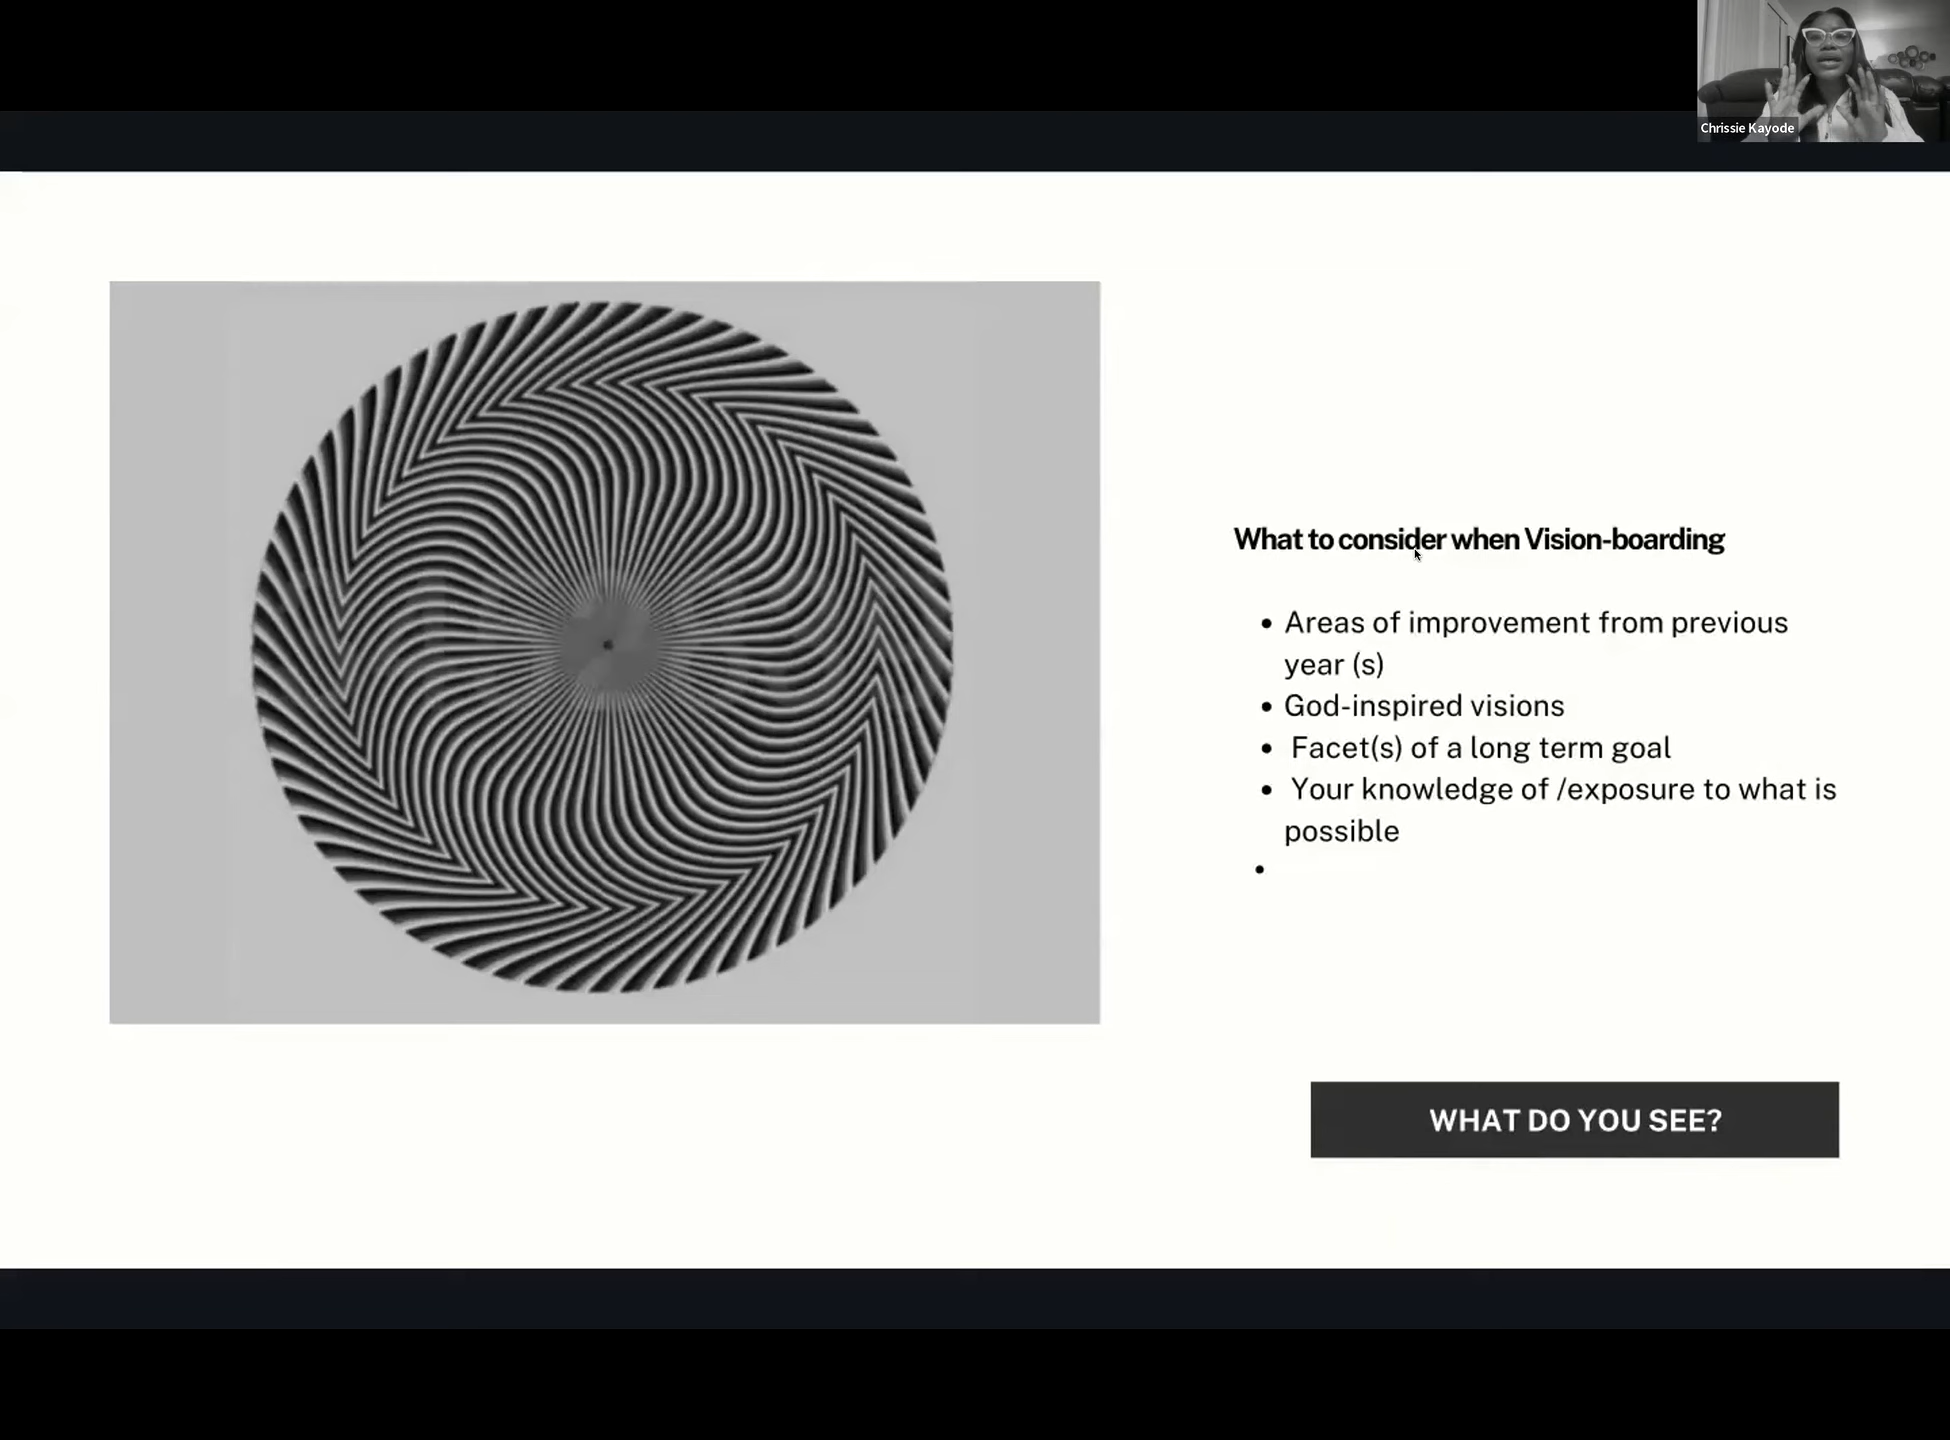 Chrissie Kayode
What to consider when Vision-boarding
• Areas of improvement from previous
year (s)
• God-inspired visions
• Facet(s) of a long term goal
• Your knowledge of /exposure to what is
possible
•
WHAT DO YOU SEE?